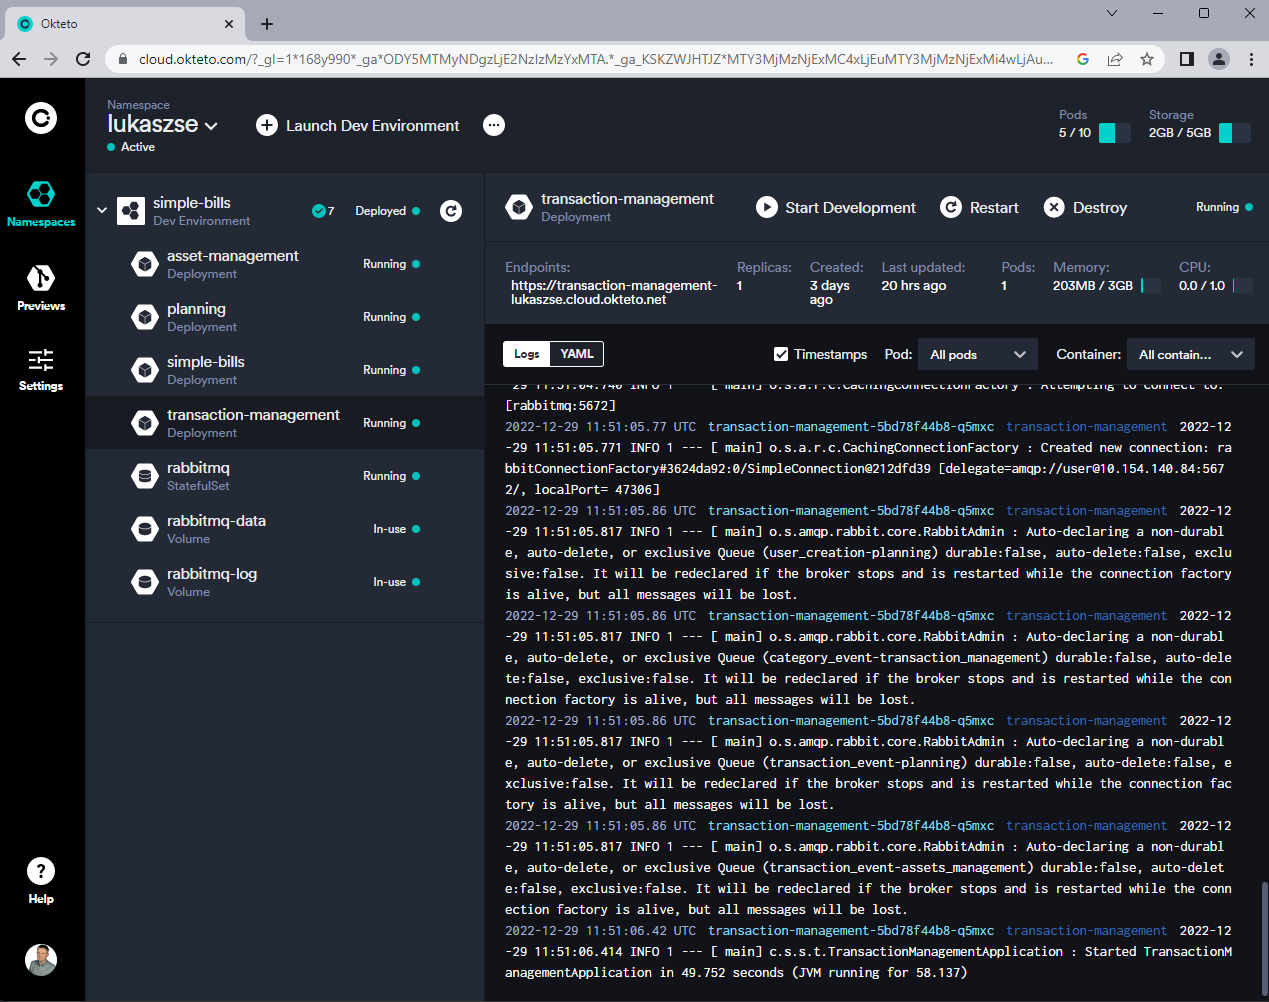 Okteto
cloud.okteto.com/?_gl=1*168y990*_ga*ODY5MTMyNDgzLjE2NzIzMzYxMTA.*_ga_KSKZWJHTJZ*MTY3MjMzNjExMC4xLjEuMTY3MjMzNjExMi4wLjAu...
Namespace
lukaszse
Active
Launch Dev Environment
Pods
5 / 10
Storage
2GB / 5GB
Namespaces
Previews
Settings
Help
simple-bills
Dev Environment
7
Deployed
asset-management
Deployment
Running
planning
Deployment
Running
simple-bills
Deployment
Running
transaction-management
Deployment
Running
rabbitmq
StatefulSet
Running
rabbitmq-data
Volume
In-use
rabbitmq-log
Volume
In-use
transaction-management
Deployment
Start Development
Restart
Destroy
Running
Endpoints:
https://transaction-management-
lukaszse.cloud.okteto.net
Replicas:
1
Created:
3 days
ago
Last updated:
20 hrs ago
Pods:
1
Memory:
203MB / 3GB
CPU:
0.0 / 1.0
Logs
YAML
Timestamps
Pod:
All pods
Container:
All contain...
-29 11:51:04.740 INFO 1 --- [ main] o.s.a.r.c.CachingConnectionFactory : Attempting to connect to:
[rabbitmq:5672]
2022-12-29 11:51:05.77 UTC transaction-management-5bd78f44b8-q5mxc transaction-management 2022-12
-29 11:51:05.771 INFO 1 --- [ main] o.s.a.r.c.CachingConnectionFactory : Created new connection: ra
bbitConnectionFactory#3624da92:0/SimpleConnection@212dfd39 [delegate=amqp://user@10.154.140.84:567
2/, localPort= 47306]
2022-12-29 11:51:05.86 UTC transaction-management-5bd78f44b8-q5mxc transaction-management 2022-12
-29 11:51:05.817 INFO 1 --- [ main] o.s.amqp.rabbit.core.RabbitAdmin : Auto-declaring a non-durabl
e, auto-delete, or exclusive Queue (user_creation-planning) durable:false, auto-delete:false, exclu
sive:false. It will be redeclared if the broker stops and is restarted while the connection factory
is alive, but all messages will be lost.
2022-12-29 11:51:05.86 UTC transaction-management-5bd78f44b8-q5mxc transaction-management 2022-12
-29 11:51:05.817 INFO 1 --- [ main] o.s.amqp.rabbit.core.RabbitAdmin : Auto-declaring a non-durabl
e, auto-delete, or exclusive Queue (category_event-transaction_management) durable:false, auto-dele
te:false, exclusive:false. It will be redeclared if the broker stops and is restarted while the con
nection factory is alive, but all messages will be lost.
2022-12-29 11:51:05.86 UTC transaction-management-5bd78f44b8-q5mxc transaction-management 2022-12
-29 11:51:05.817 INFO 1 --- [ main] o.s.amqp.rabbit.core.RabbitAdmin : Auto-declaring a non-durabl
e, auto-delete, or exclusive Queue (transaction_event-planning) durable:false, auto-delete:false, e
xclusive:false. It will be redeclared if the broker stops and is restarted while the connection fac
tory is alive, but all messages will be lost.
2022-12-29 11:51:05.86 UTC transaction-management-5bd78f44b8-q5mxc transaction-management 2022-12
-29 11:51:05.817 INFO 1 --- [ main] o.s.amqp.rabbit.core.RabbitAdmin : Auto-declaring a non-durabl
e, auto-delete, or exclusive Queue (transaction_event-assets_management) durable:false, auto-delet
e:false, exclusive:false. It will be redeclared if the broker stops and is restarted while the conn
ection factory is alive, but all messages will be lost.
2022-12-29 11:51:06.42 UTC transaction-management-5bd78f44b8-q5mxc transaction-management 2022-12
-29 11:51:06.414 INFO 1 --- [ main] c.s.s.t.TransactionManagementApplication : Started TransactionM
anagementApplication in 49.752 seconds (JVM running for 58.137)